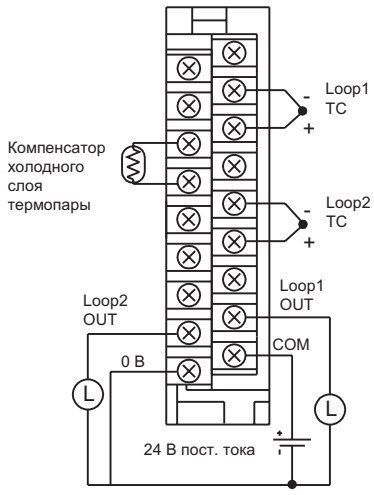 Loop1
TC
-
+
Компенсатор
холодного
слоя
термопары
Loop2
TC
-
+
Loop1
OUT
Loop2
OUT
COM
0 В
L
L
24 В пост. тока
+
-